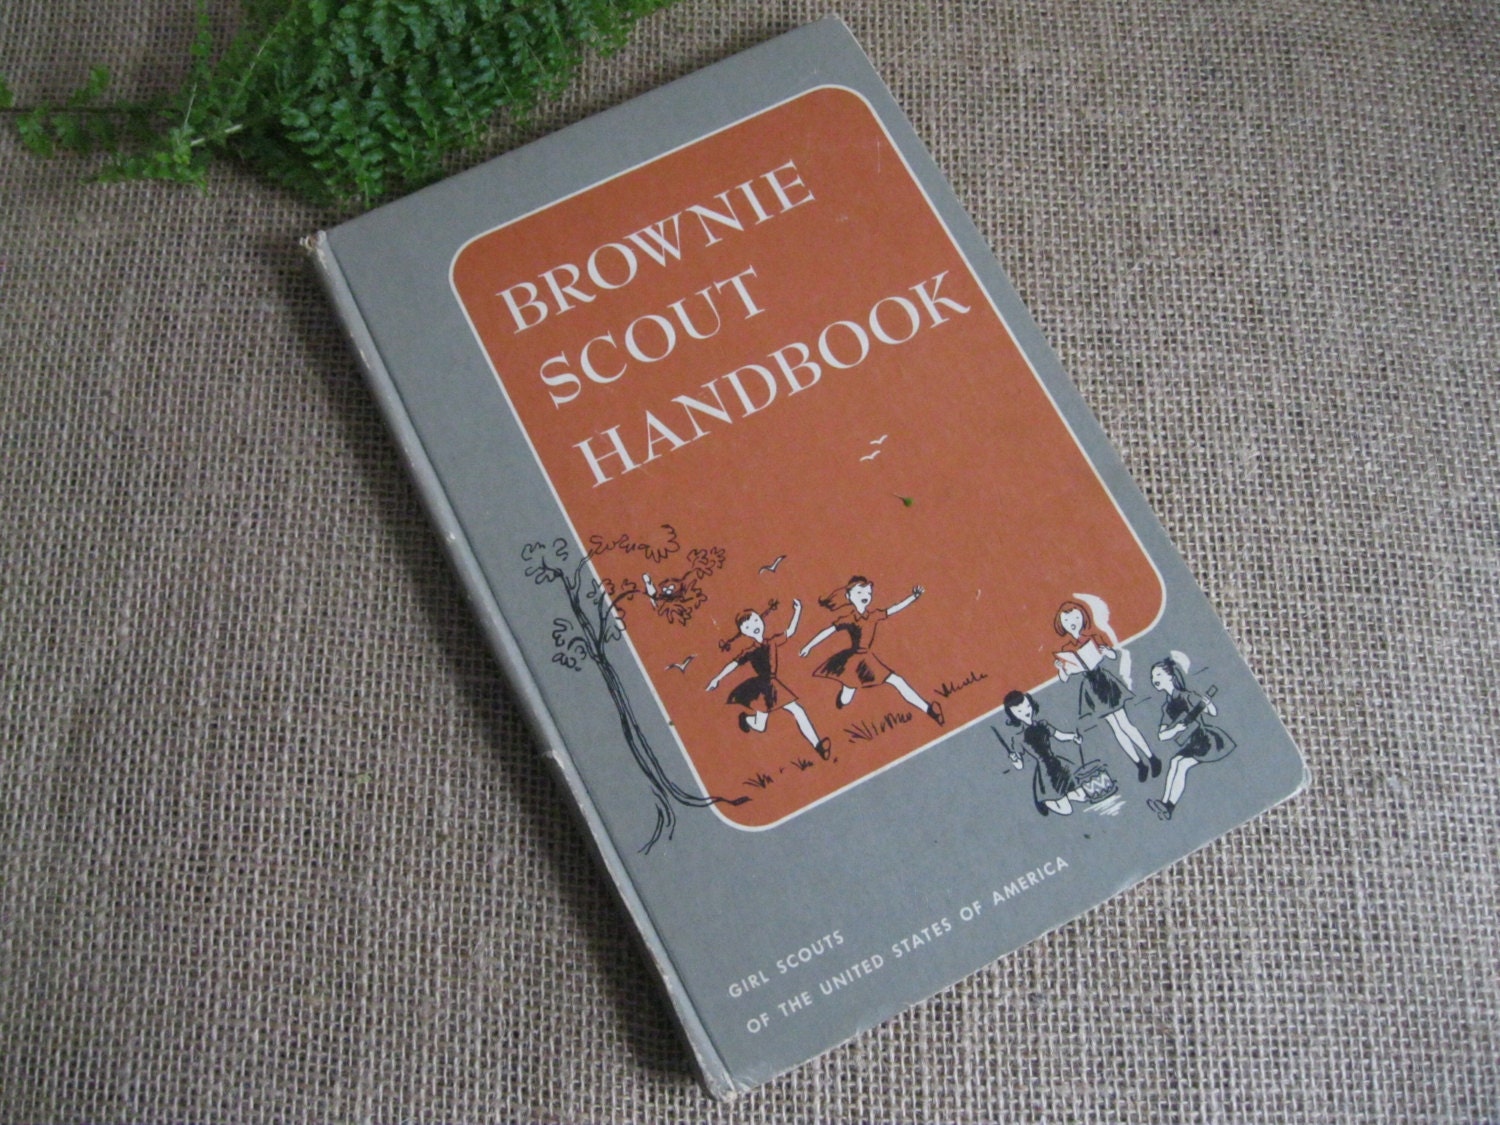 BROWNIE
SCOUT
HANDBOOK
GIRL SCOUTS
OF THE UNITED STATES OF AMERICA